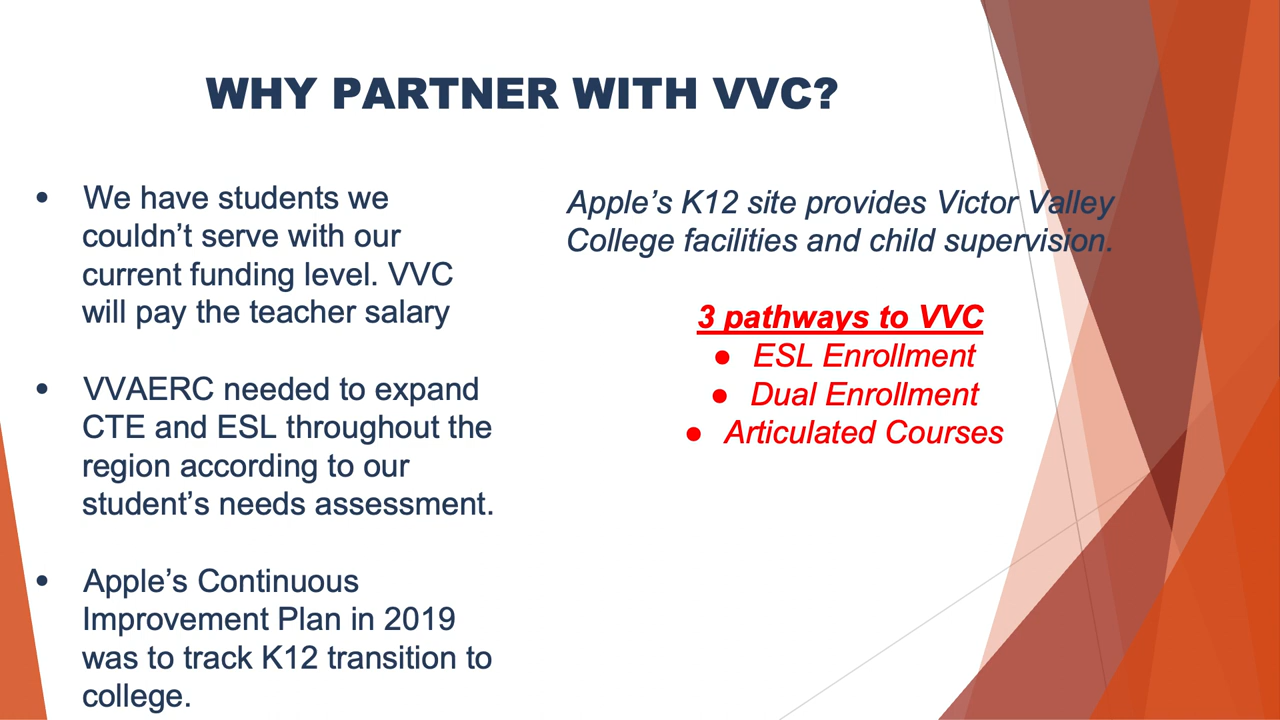 WHY PARTNER WITH VVC?
• We have students we
couldn’t serve with our
current funding level. VVC
will pay the teacher salary
• VVAERC needed to expand
CTE and ESL throughout the
region according to our
student’s needs assessment.
• Apple’s Continuous
Improvement Plan in 2019
was to track K12 transition to
college.
Apple’s K12 site provides Victor Valley
College facilities and child supervision.
3 pathways to VVC
● ESL Enrollment
● Dual Enrollment
● Articulated Courses